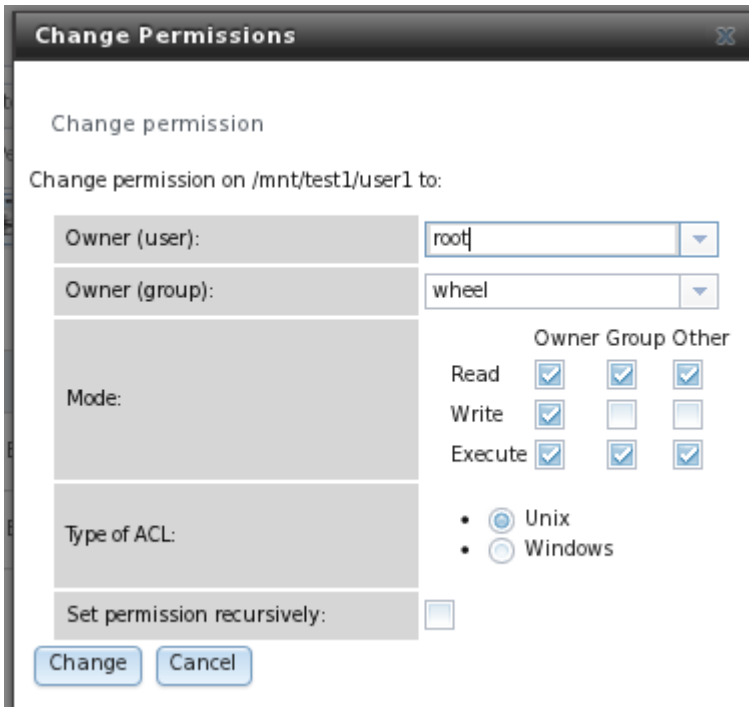 Change Permissions
Change permission
Change permission on /mnt/test1/user1 to:
Owner (user): root
Owner (group): wheel
Owner Group Other
Read
Mode:
Write
Execute
Unix
Type of ACL:
Windows
Set permission recursively:
Change Cancel